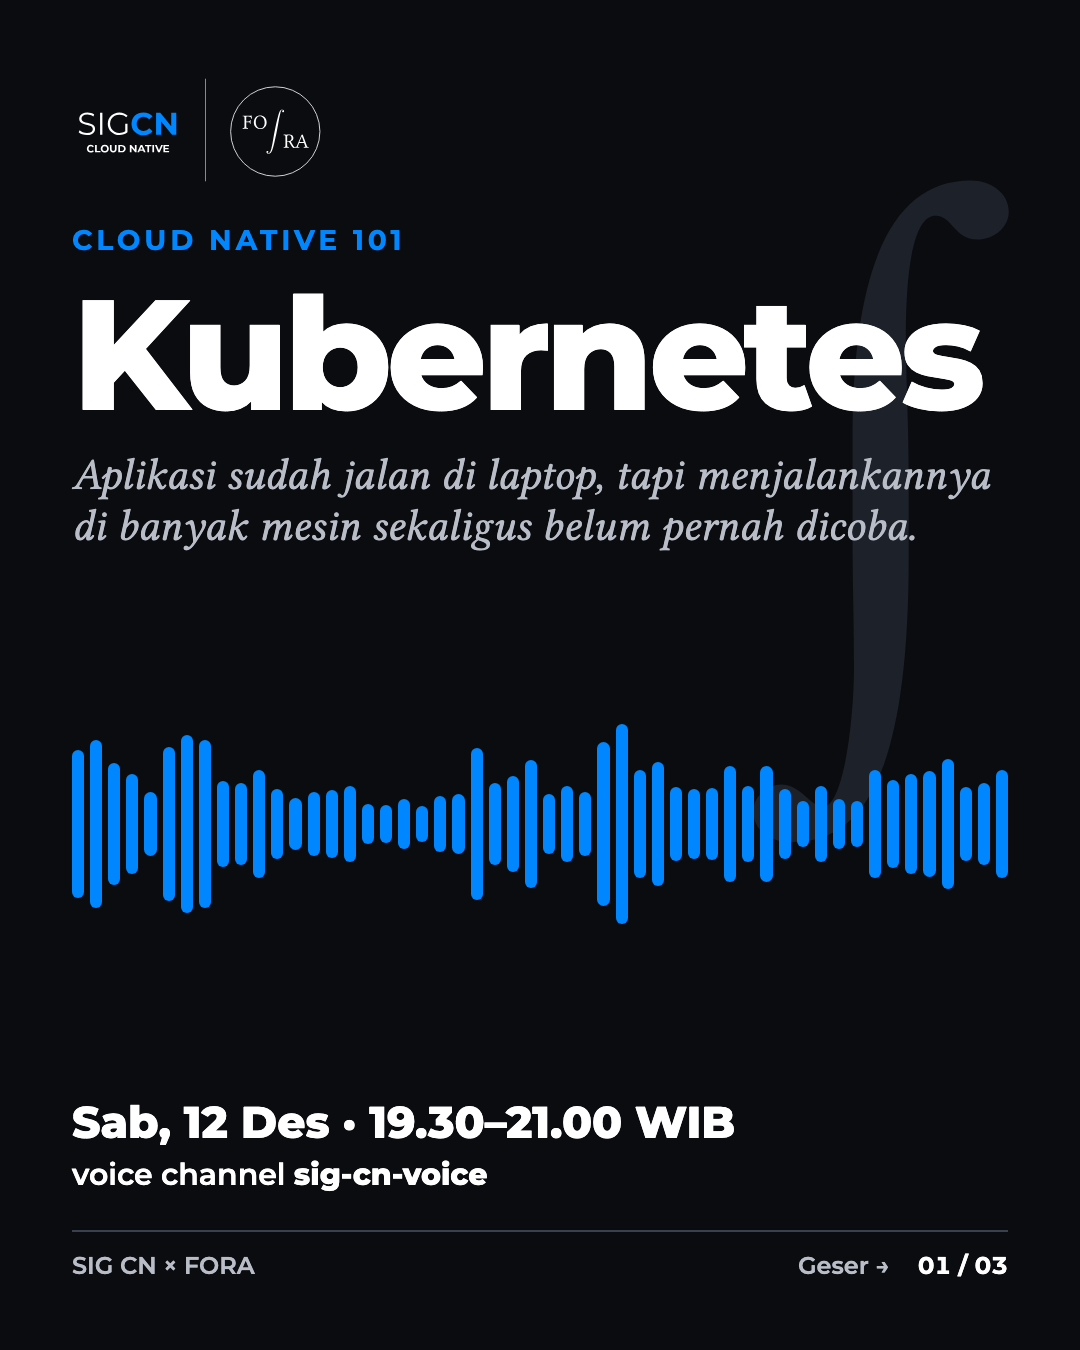 SIGCN
CLOUD NATIVE
FO RA
CLOUD NATIVE 101
Kubernetes
Aplikasi sudah jalan di laptop, tapi menjalankannya
di banyak mesin sekaligus belum pernah dicoba.
Sab, 12 Des • 19.30–21.00 WIB
voice channel sig-cn-voice
SIG CN × FORA
Geser → 01 / 03